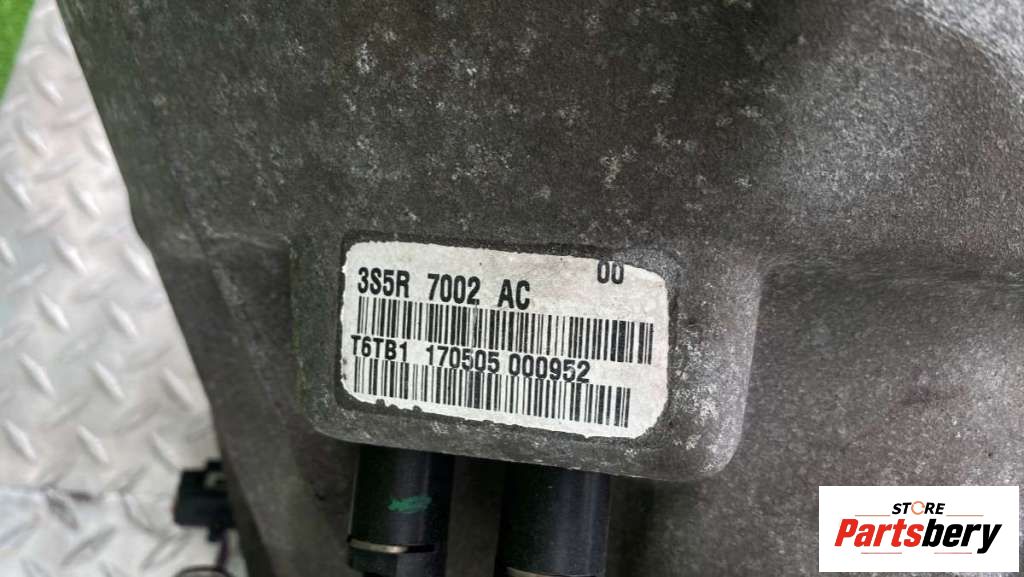 00
3S5R 7002 AC
T6TB1 170505 000952
STORE
Partsbery